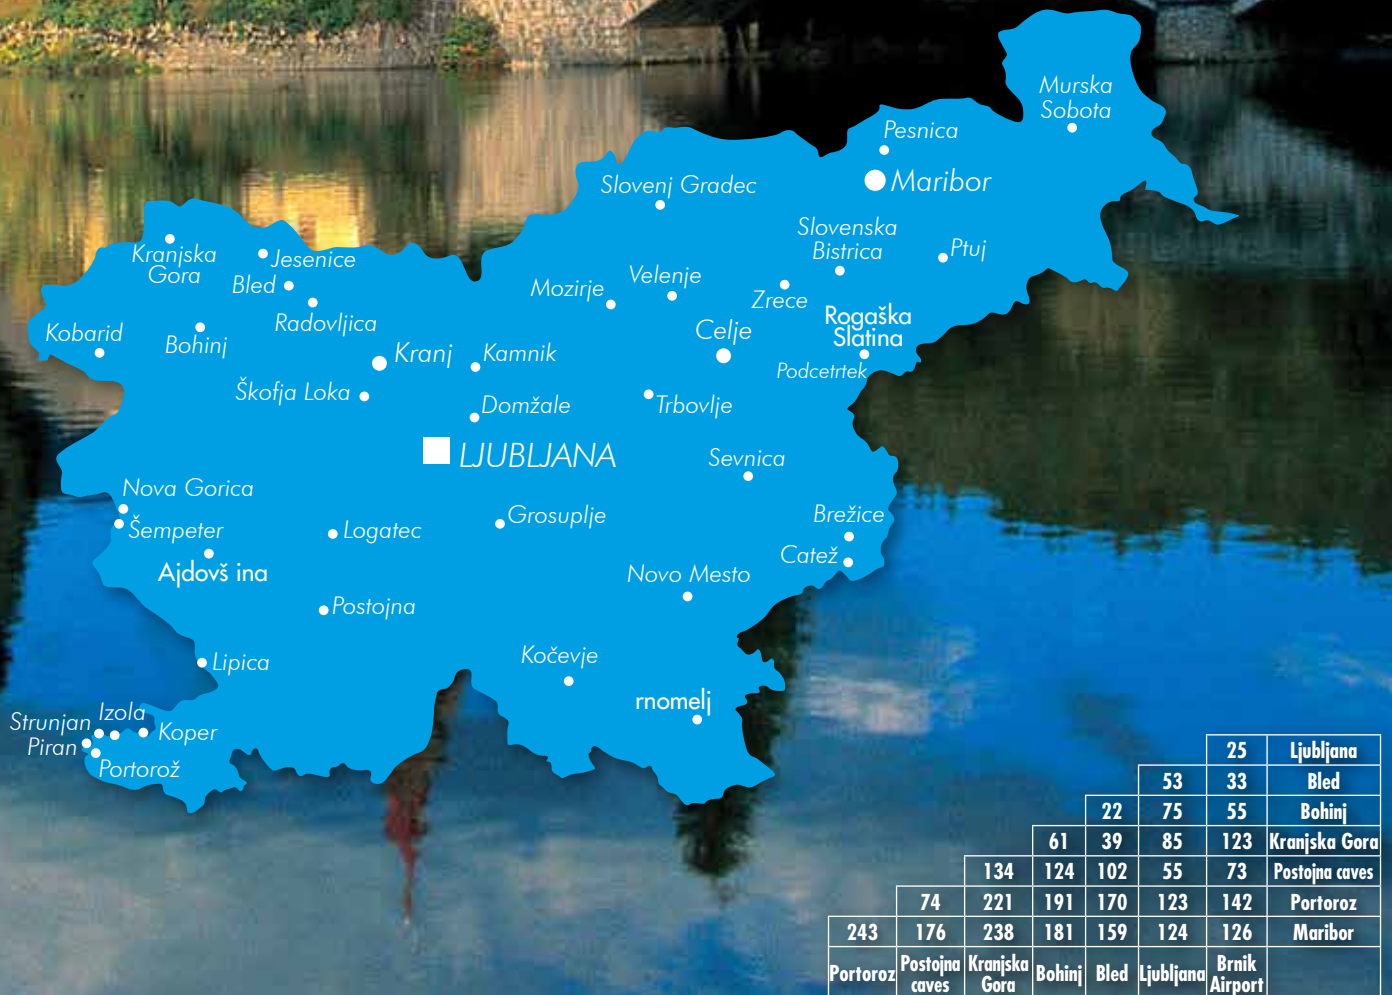 Murska
Sobota
Pesnica
Maribor
Slovenj Gradec
Slovenska
Bistrica
Ptuj
Kranjska
Gora
Jesenice
Bled
Radovljica
Mozirje
Velenje
Zrece
Rogaška
Slatina
Kobarid
Bohinj
Kranj
Kamnik
Celje
Podcetrtek
Škofja Loka
Domžale
Trbovlje
LJUBLJANA
Sevnica
Nova Gorica
Šempeter
Logatec
Grosuplje
Brežice
Catež
Ajdovš ina
Novo Mesto
Postojna
Lipica
Kočevje
rnomelj
Strunjan
Izola
Koper
Piran
Portorož
25 Ljubljana
53 33 Bled
22 75 55 Bohinj
61 39 85 123 Kranjska Gora
134 124 102 55 73 Postojna caves
74 221 191 170 123 142 Portoroz
243 176 238 181 159 124 126 Maribor
Portoroz Postojna caves Kranjska Gora Bohinj Bled Ljubljana Brnik Airport